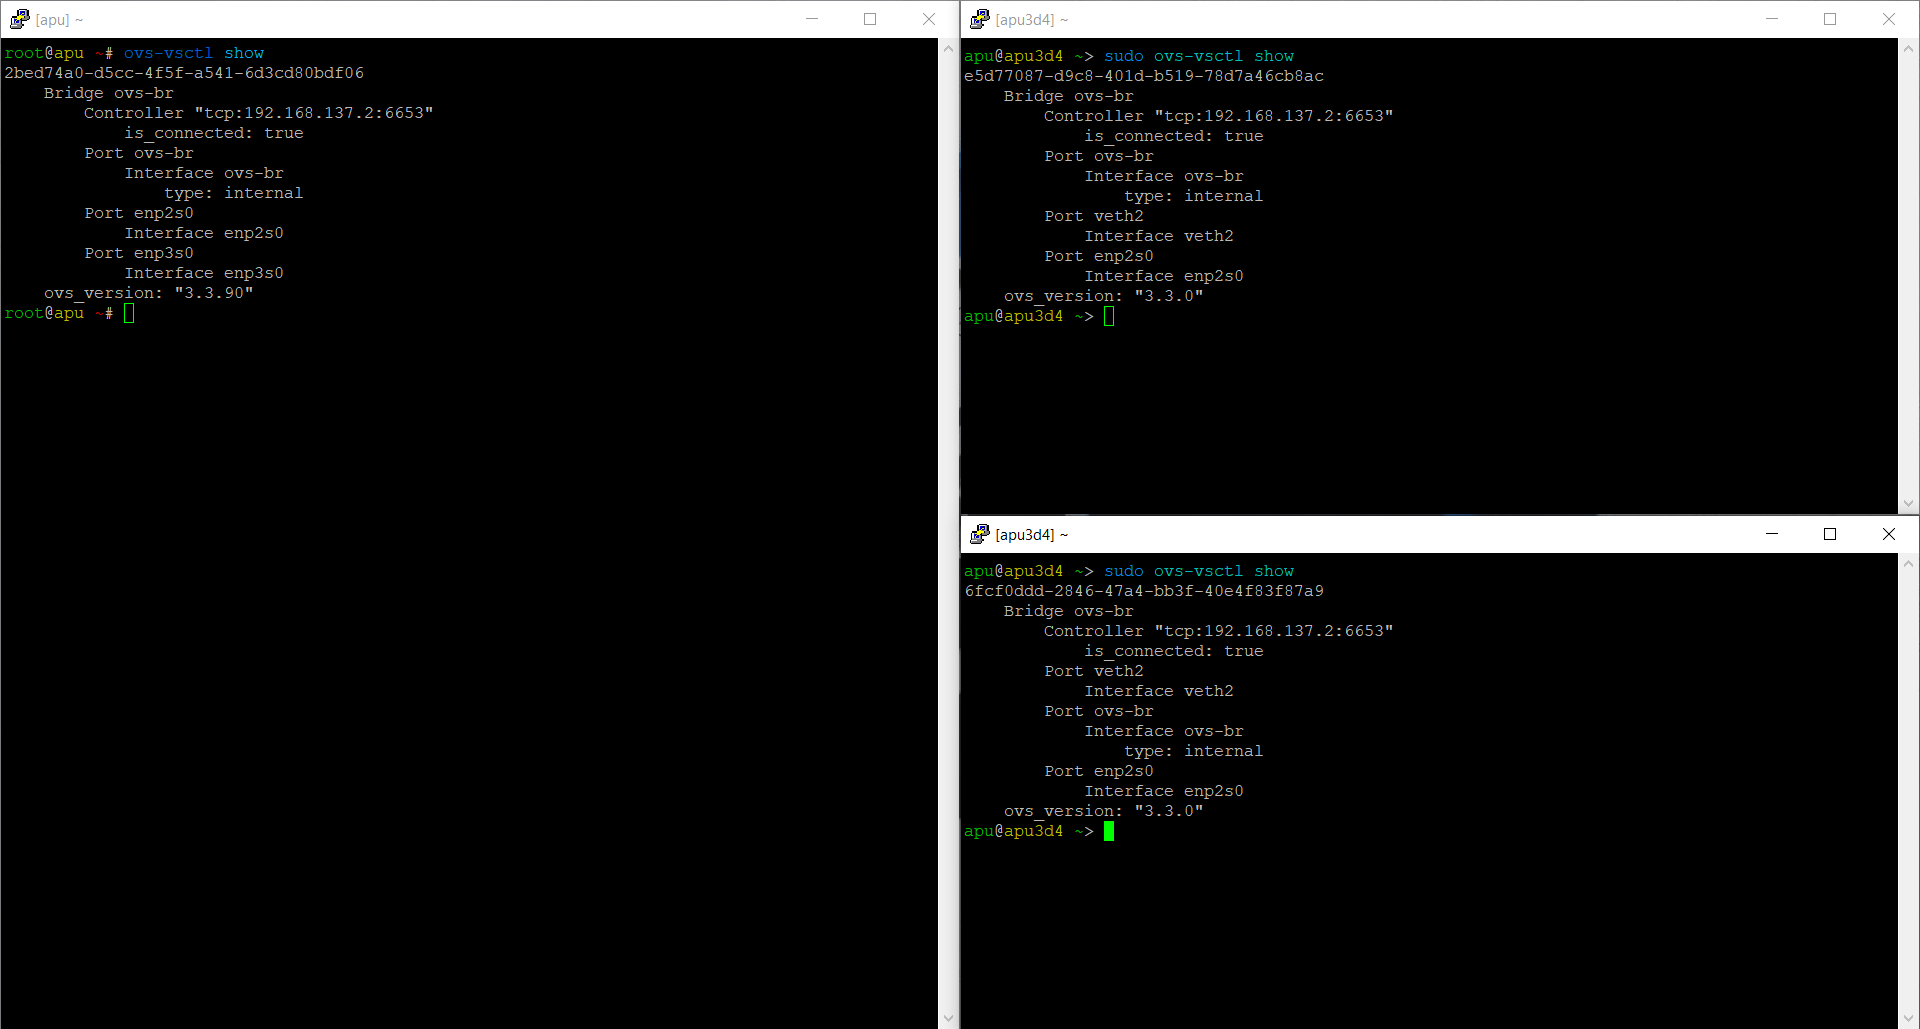 [apu] ~
root@apu ~# ovs-vsctl show
2bed74a0-d5cc-4f5f-a541-6d3cd80bdf06
    Bridge ovs-br
        Controller "tcp:192.168.137.2:6653"
            is_connected: true
        Port ovs-br
            Interface ovs-br
                type: internal
        Port enp2s0
            Interface enp2s0
        Port enp3s0
            Interface enp3s0
    ovs_version: "3.3.90"
root@apu ~#
[apu3d4] ~
apu@apu3d4 ~> sudo ovs-vsctl show
e5d77087-d9c8-401d-b519-78d7a46cb8ac
    Bridge ovs-br
        Controller "tcp:192.168.137.2:6653"
            is_connected: true
        Port ovs-br
            Interface ovs-br
                type: internal
        Port veth2
            Interface veth2
        Port enp2s0
            Interface enp2s0
    ovs_version: "3.3.0"
apu@apu3d4 ~>
[apu3d4] ~
apu@apu3d4 ~> sudo ovs-vsctl show
6fcf0ddd-2846-47a4-bb3f-40e4f83f87a9
    Bridge ovs-br
        Controller "tcp:192.168.137.2:6653"
            is_connected: true
        Port veth2
            Interface veth2
        Port ovs-br
            Interface ovs-br
                type: internal
        Port enp2s0
            Interface enp2s0
    ovs_version: "3.3.0"
apu@apu3d4 ~>